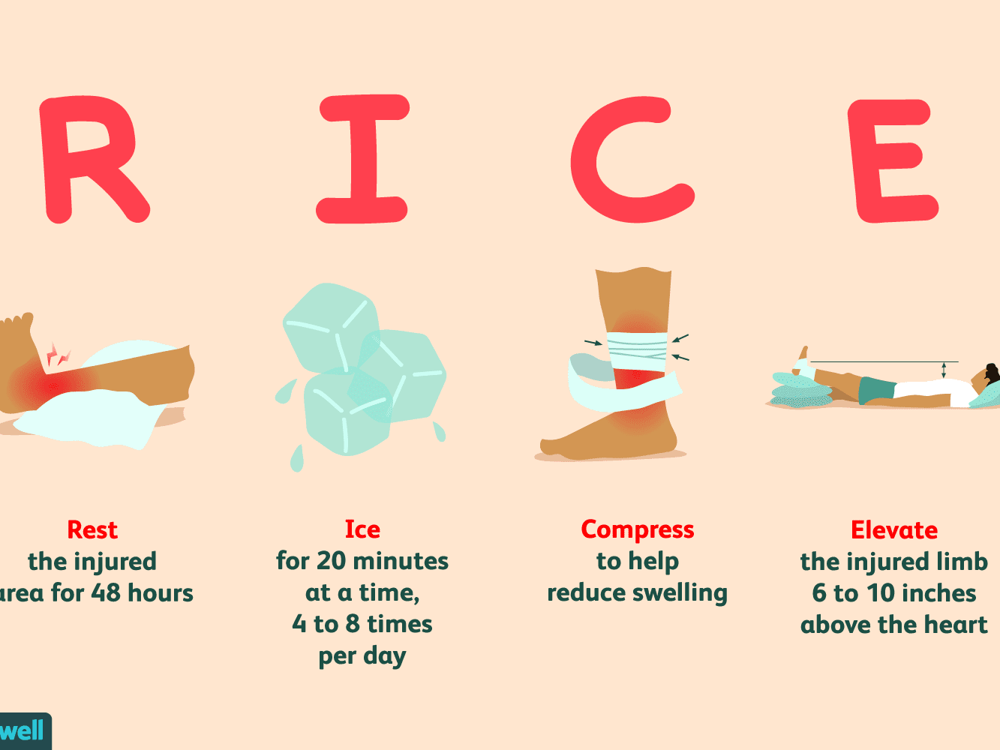 R I C E
Rest
the injured
area for 48 hours
Ice
for 20 minutes
at a time,
4 to 8 times
per day
Compress
to help
reduce swelling
Elevate
the injured limb
6 to 10 inches
above the heart
well